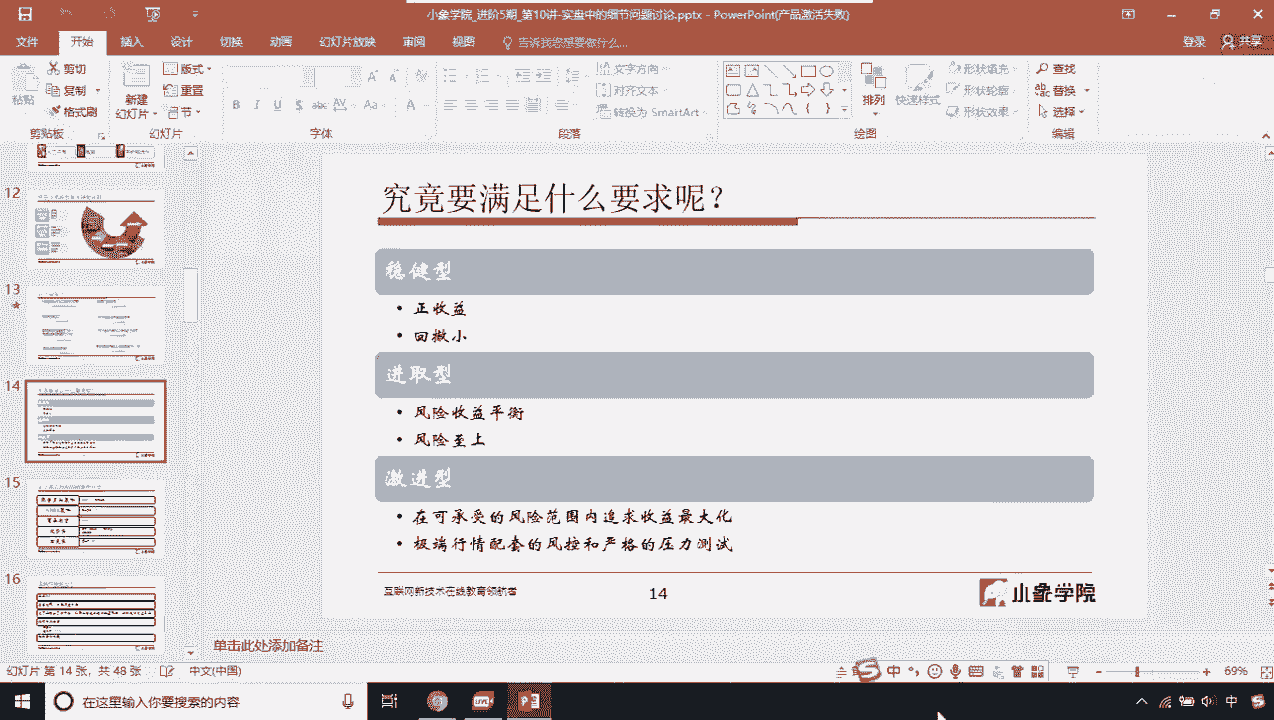 小象学院_进阶5期_第10讲-实盘中的细节问题讨论.pptx - PowerPoint(产品激活失败)
文件 开始 插入 设计 切换 动画 幻灯片放映 审阅 视图 告诉我您想要做什么... 登录 共享
粘贴 剪切 复制 格式刷 剪贴板
新建幻灯片 版式 重置 节 幻灯片
B I U S abc AV Aa A 字体
文字方向 对齐文本 转换为 SmartArt 段落
排列 快速样式 形状填充 形状轮廓 形状效果 绘图
查找 替换 选择 编辑
12
13
14
15
16
究竟要满足什么要求呢?
稳健型
• 正收益
• 回撤小
进取型
• 风险收益平衡
• 风险至上
激进型
• 在可承受的风险范围内追求收益最大化
• 极端行情配套的风控和严格的压力测试
互联网新技术在线教育领航者
14
小象学院
单击此处添加备注
幻灯片 第 14 张，共 48 张 中文(中国) 中 69%
在这里输入你要搜索的内容 中